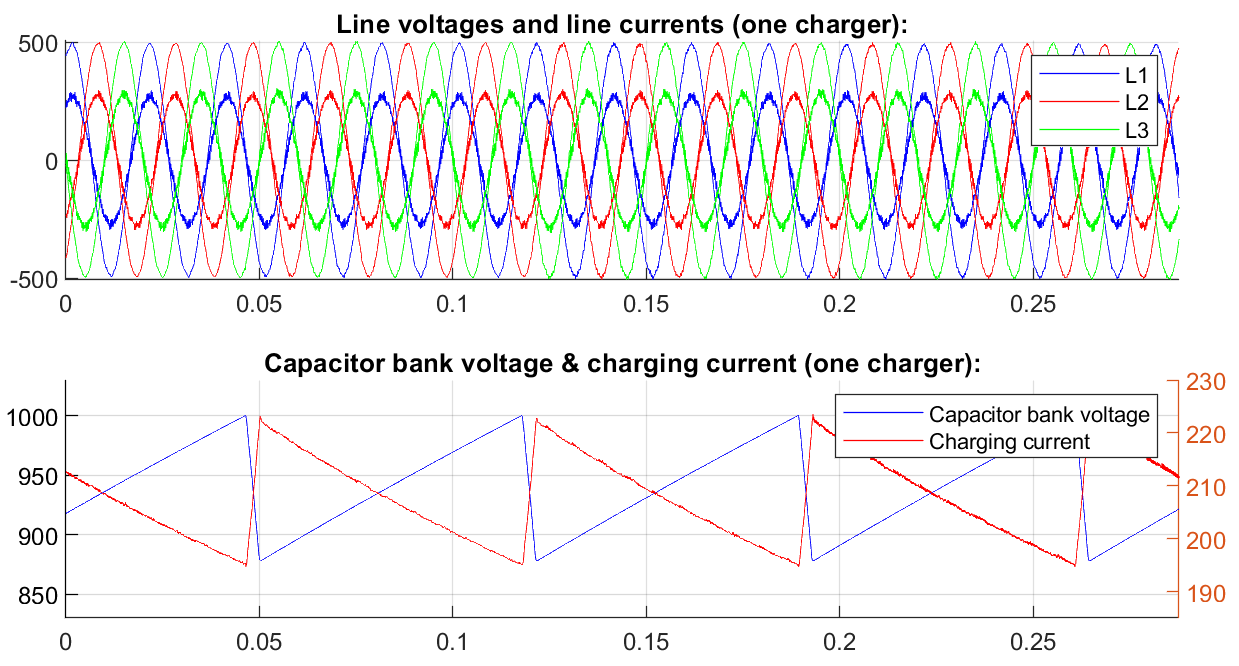 Line voltages and line currents (one charger):
500
0
-500
L1
L2
L3
0 0.05 0.1 0.15 0.2 0.25
Capacitor bank voltage & charging current (one charger):
1000
950
900
850
Capacitor bank voltage
Charging current
230
220
210
200
190
0 0.05 0.1 0.15 0.2 0.25